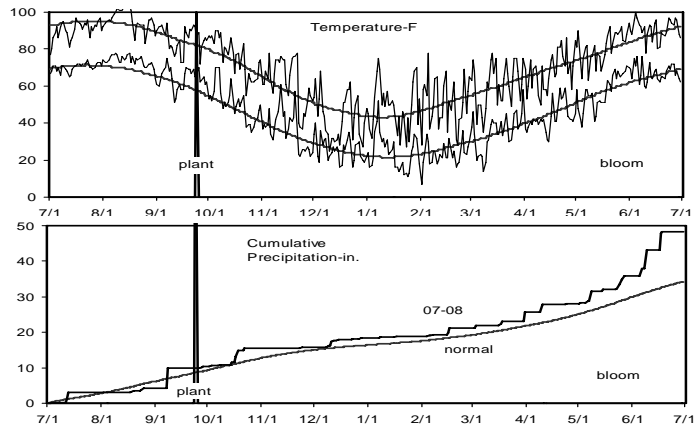 100
80
60
40
20
0
Temperature-F
plant
bloom
7/1 8/1 9/1 10/1 11/1 12/1 1/1 2/1 3/1 4/1 5/1 6/1 7/1
50
40
30
20
10
0
Cumulative
Precipitation-in.
07-08
normal
plant
bloom
7/1 8/1 9/1 10/1 11/1 12/1 1/1 2/1 3/1 4/1 5/1 6/1 7/1